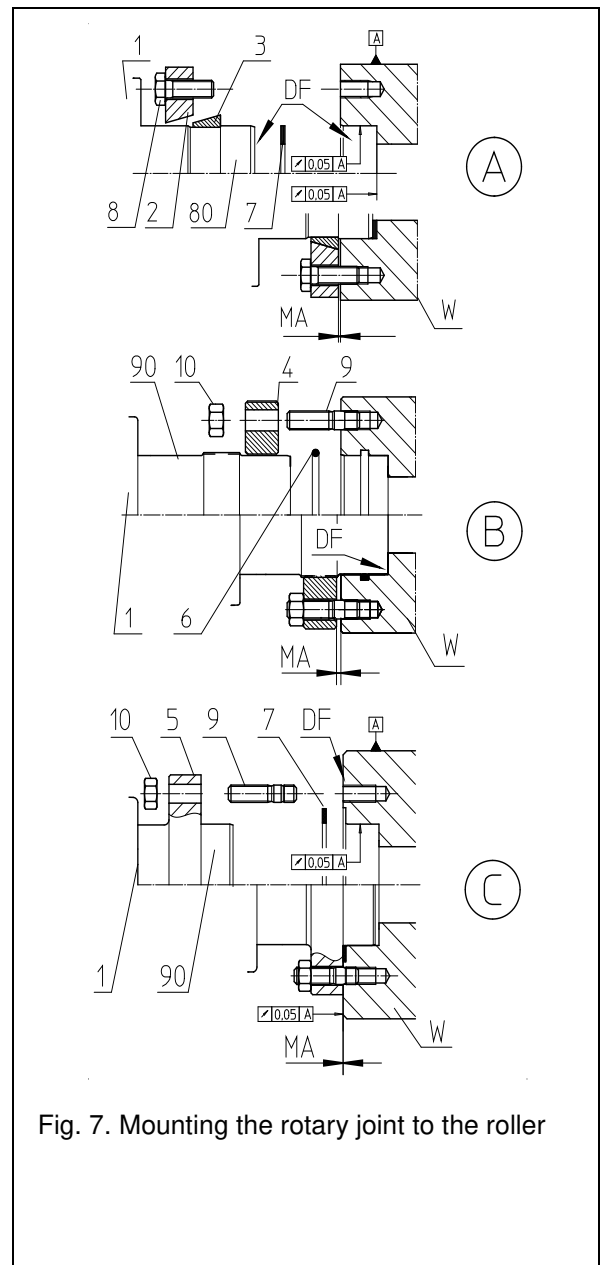 1 3 A
DF
A
0,05 A
0,05 A
8 2 80 7
W
MA
90 10 4 9
B
DF
1 6 W
MA
10 5 9 7 DF A
0,05 A
C
1 90
0,05 A W
MA
Fig. 7. Mounting the rotary joint to the roller